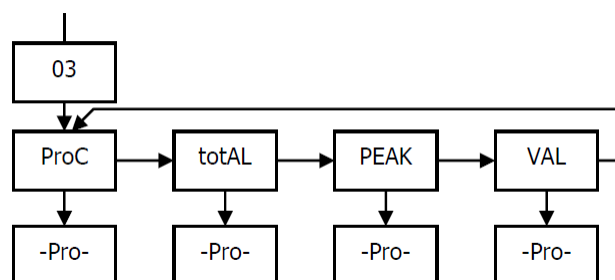 03
ProC totAL PEAK VAL
-Pro- -Pro- -Pro- -Pro-